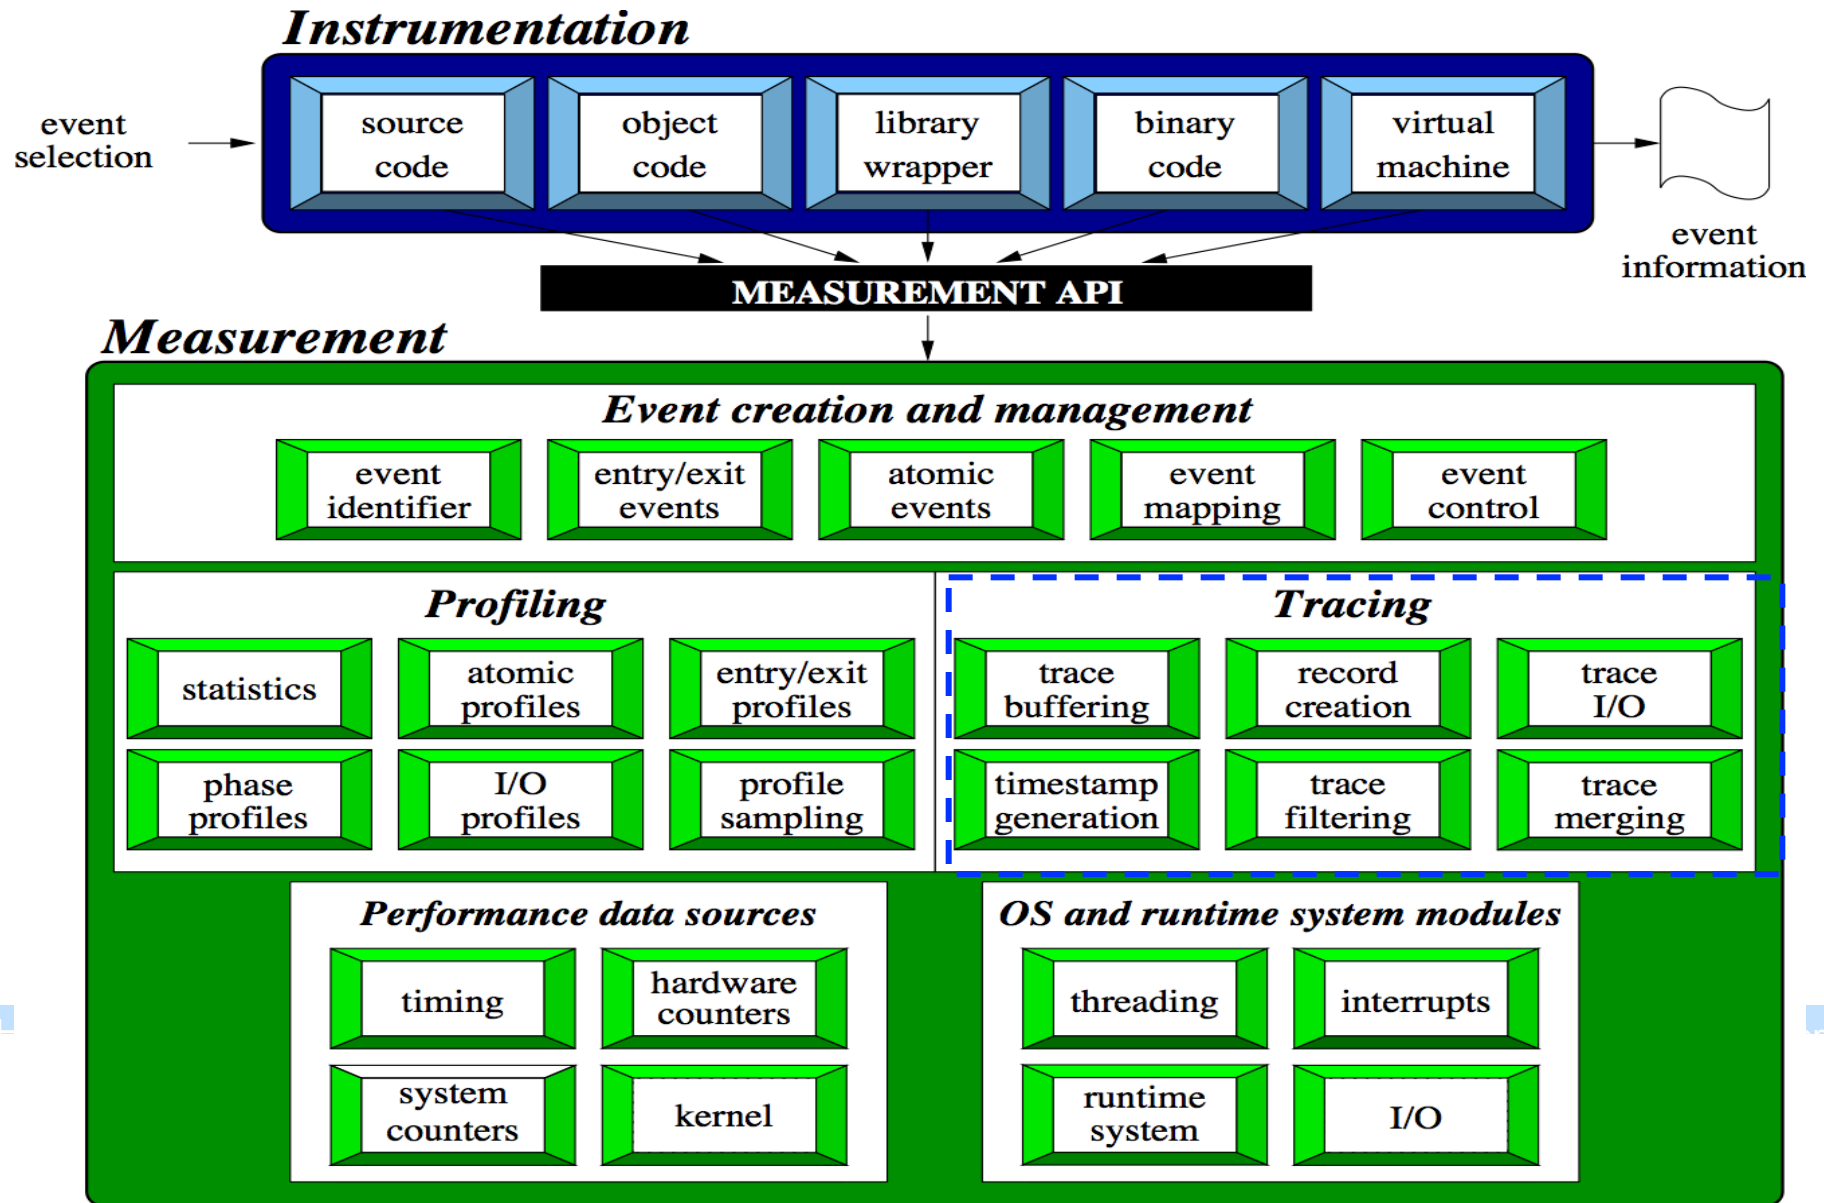 Instrumentation
event
selection
source
code
object
code
library
wrapper
binary
code
virtual
machine
event
information
MEASUREMENT API
Measurement
Event creation and management
event
identifier
entry/exit
events
atomic
events
event
mapping
event
control
Profiling
statistics
atomic
profiles
entry/exit
profiles
phase
profiles
I/O
profiles
profile
sampling
Tracing
trace
buffering
record
creation
trace
I/O
timestamp
generation
trace
filtering
trace
merging
Performance data sources
timing
hardware
counters
system
counters
kernel
OS and runtime system modules
threading
interrupts
runtime
system
I/O